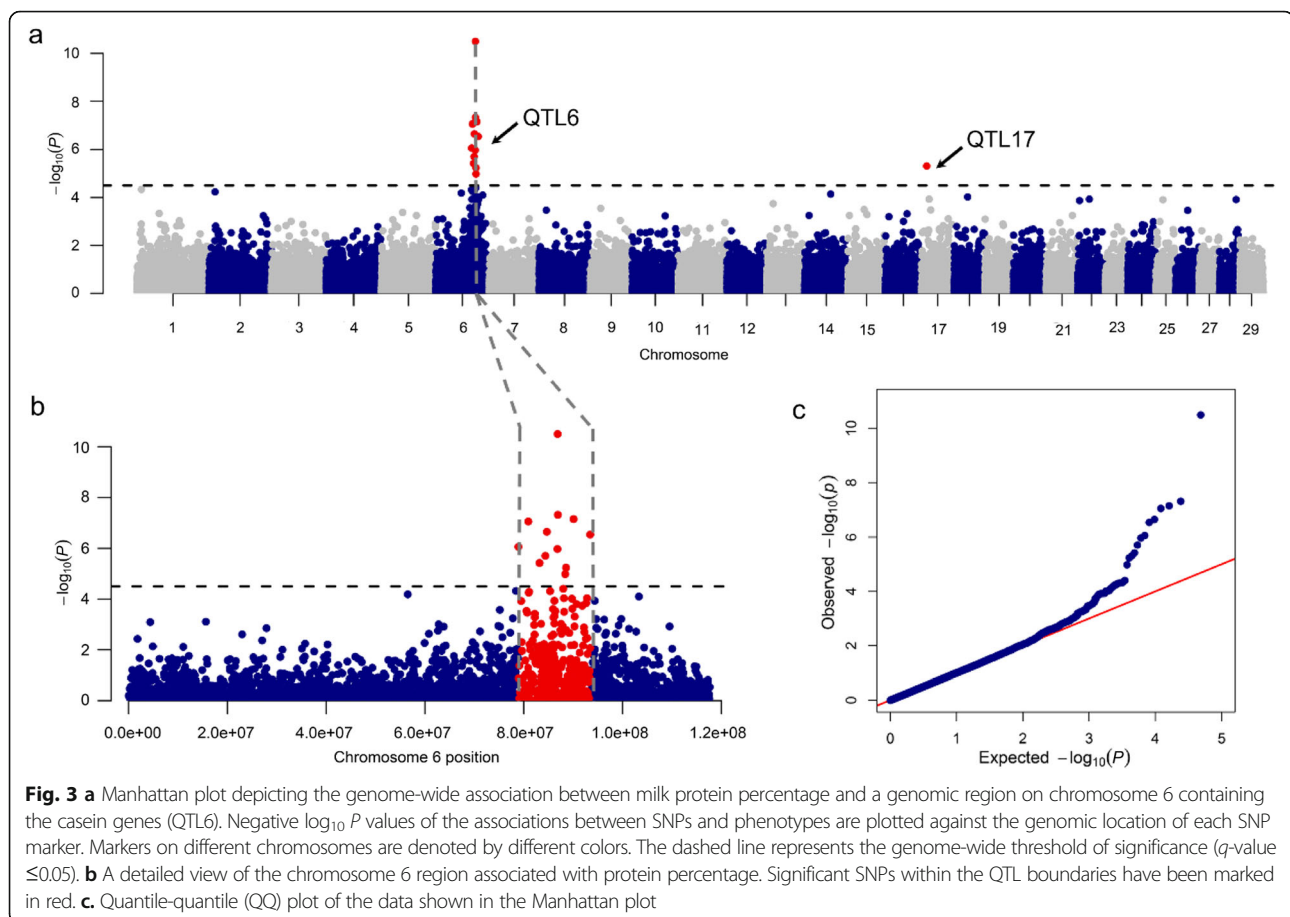 a
10
8
6
4
2
0
−log10(P)
QTL6
QTL17
1 2 3 4 5 6 7 8 9 10 11 12 14 15 17 19 21 23 25 27 29
Chromosome
b
10
8
6
4
2
0
−log10(P)
0.0e+00 2.0e+07 4.0e+07 6.0e+07 8.0e+07 1.0e+08 1.2e+08
Chromosome 6 position
c
10
8
6
4
2
0
Observed −log10(p)
0 1 2 3 4 5
Expected −log10(P)
Fig. 3 a Manhattan plot depicting the genome-wide association between milk protein percentage and a genomic region on chromosome 6 containing
the casein genes (QTL6). Negative log10 P values of the associations between SNPs and phenotypes are plotted against the genomic location of each SNP
marker. Markers on different chromosomes are denoted by different colors. The dashed line represents the genome-wide threshold of significance (q-value
≤0.05). b A detailed view of the chromosome 6 region associated with protein percentage. Significant SNPs within the QTL boundaries have been marked
in red. c. Quantile-quantile (QQ) plot of the data shown in the Manhattan plot